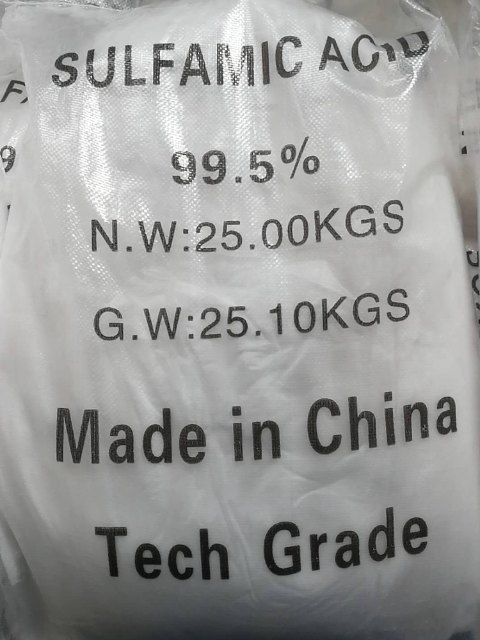 SULFAMIC ACID
99.5%
N.W:25.00KGS
G.W:25.10KGS
Made in China
Tech Grade